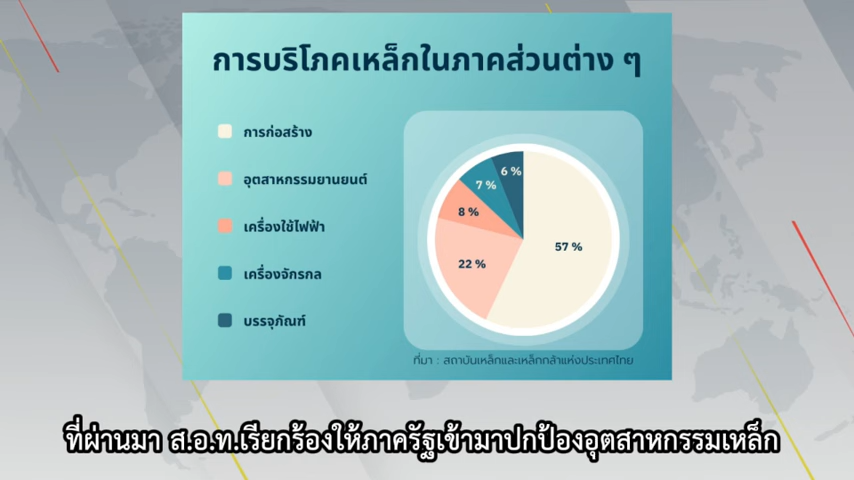 การบริโภคเหล็กในภาคส่วนต่าง ๆ
การก่อสร้าง
อุตสาหกรรมยานยนต์
เครื่องใช้ไฟฟ้า
เครื่องจักรกล
บรรจุภัณฑ์
6 %
7 %
8 %
57 %
22 %
ที่มา : สถาบันเหล็กและเหล็กกล้าแห่งประเทศไทย
ที่ผ่านมา ส.อ.ท.เรียกร้องให้ภาครัฐเข้ามาปกป้องอุตสาหกรรมเหล็ก